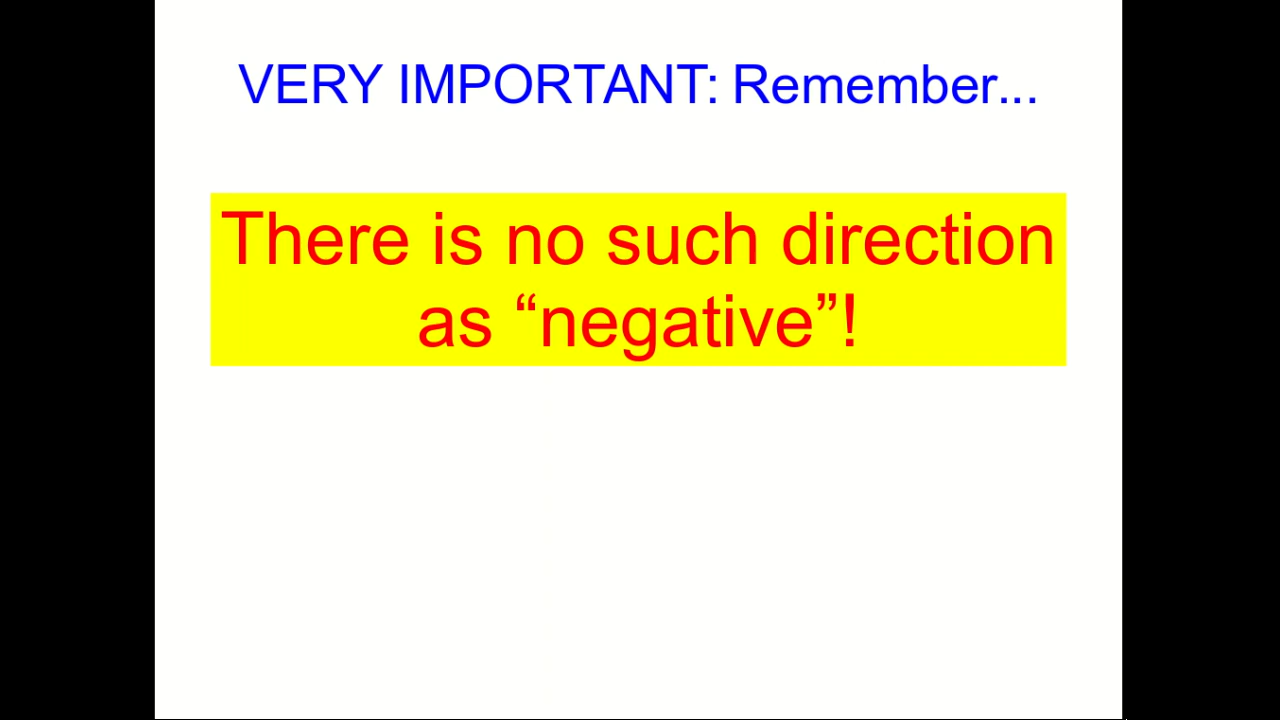 VERY IMPORTANT: Remember...
There is no such direction
as “negative”!